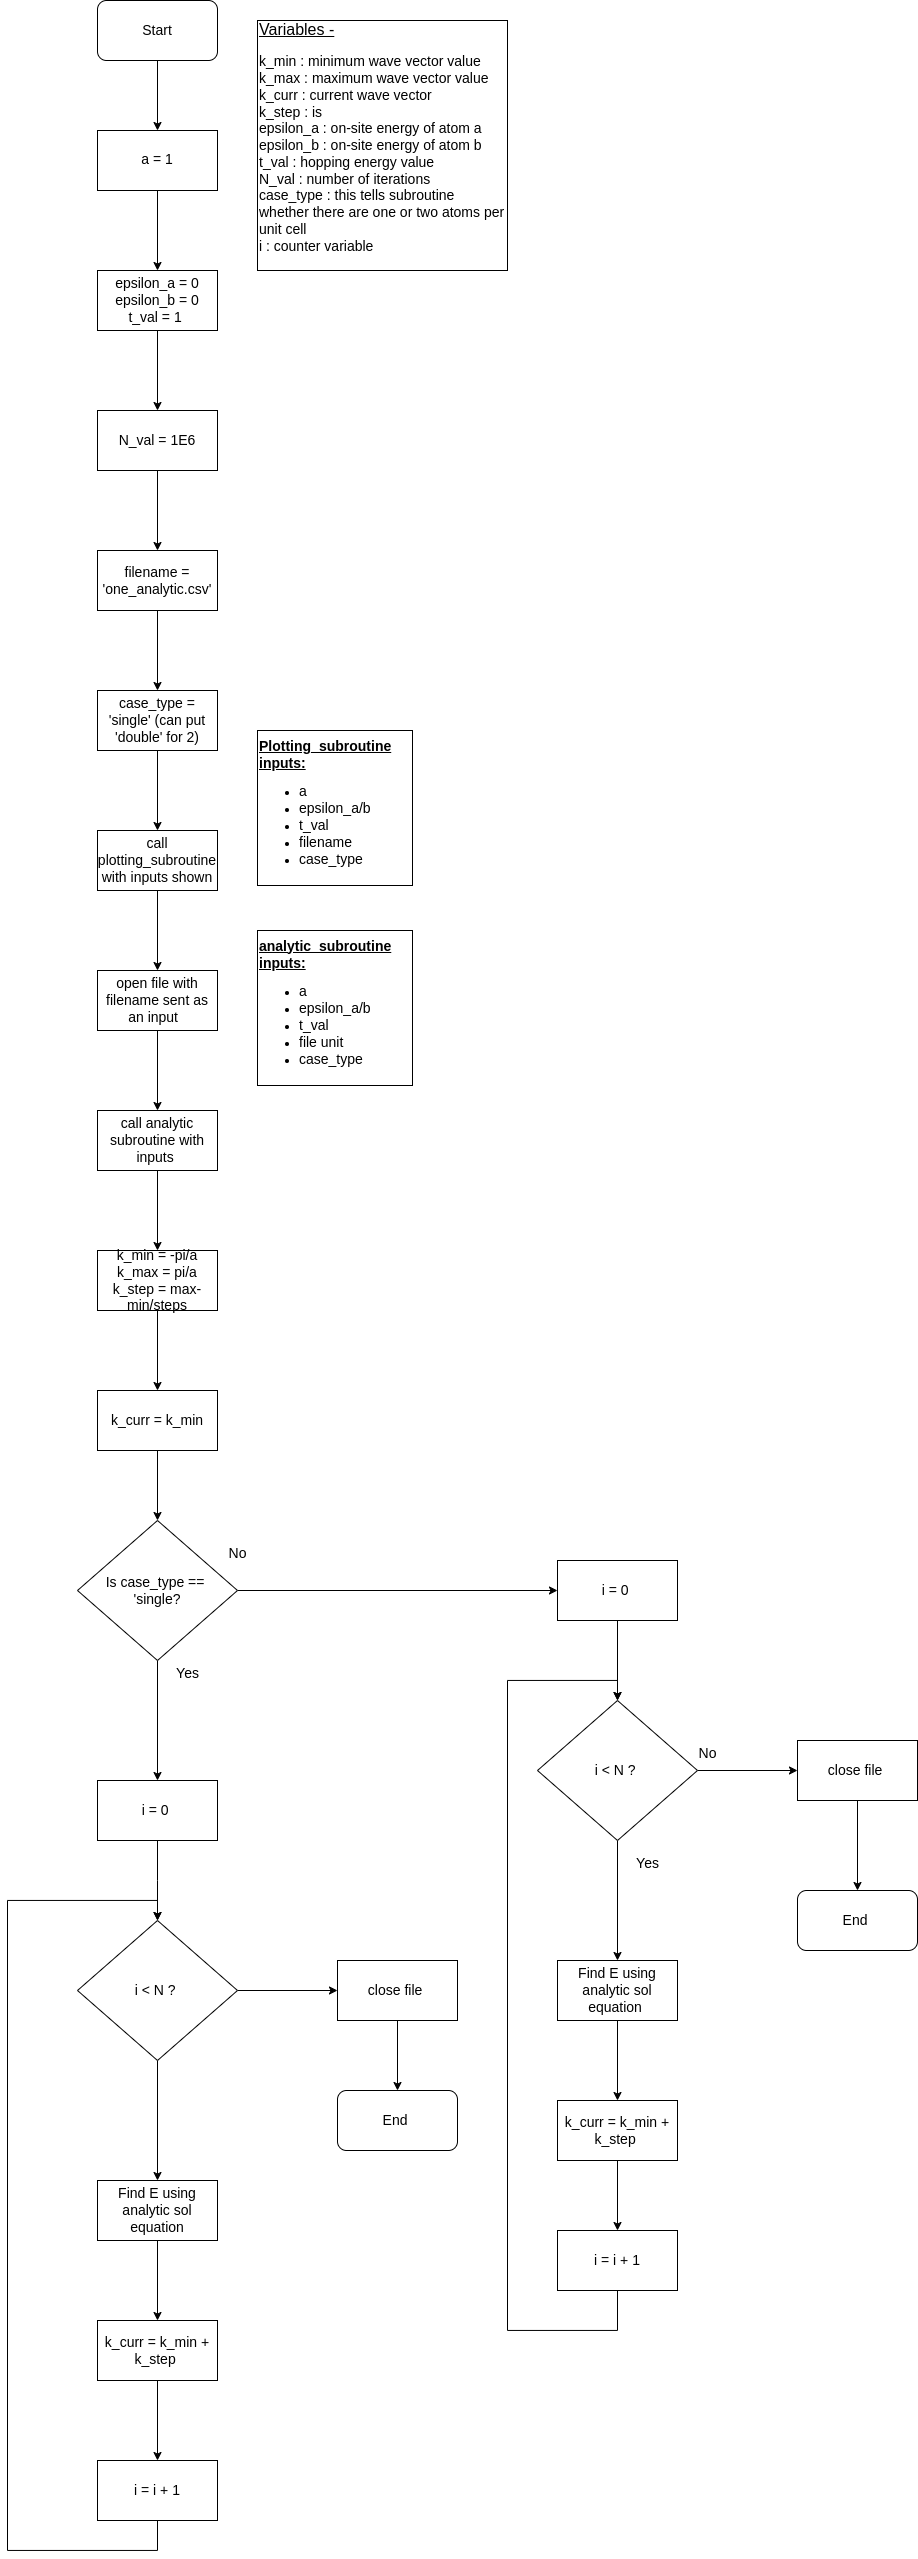 Start
Variables -
k_min : minimum wave vector value
k_max : maximum wave vector value
k_curr : current wave vector
k_step : is
epsilon_a : on-site energy of atom a
epsilon_b : on-site energy of atom b
t_val : hopping energy value
N_val : number of iterations
case_type : this tells subroutine
whether there are one or two atoms per
unit cell
i : counter variable
a = 1
epsilon_a = 0
epsilon_b = 0
t_val = 1
N_val = 1E6
filename =
'one_analytic.csv'
case_type =
'single' (can put
'double' for 2)
Plotting_subroutine
inputs:
• a
• epsilon_a/b
• t_val
• filename
• case_type
call
plotting_subroutine
with inputs shown
analytic_subroutine
inputs:
• a
• epsilon_a/b
• t_val
• file unit
• case_type
open file with
filename sent as
an input
call analytic
subroutine with
inputs
k_min = -pi/a
k_max = pi/a
k_step = max-
min/steps
k_curr = k_min
Is case_type ==
'single?
No
Yes
i = 0
i < N ?
No
close file
End
Yes
Find E using
analytic sol
equation
k_curr = k_min +
k_step
i = i + 1
i = 0
i < N ?
close file
End
Find E using
analytic sol
equation
k_curr = k_min +
k_step
i = i + 1